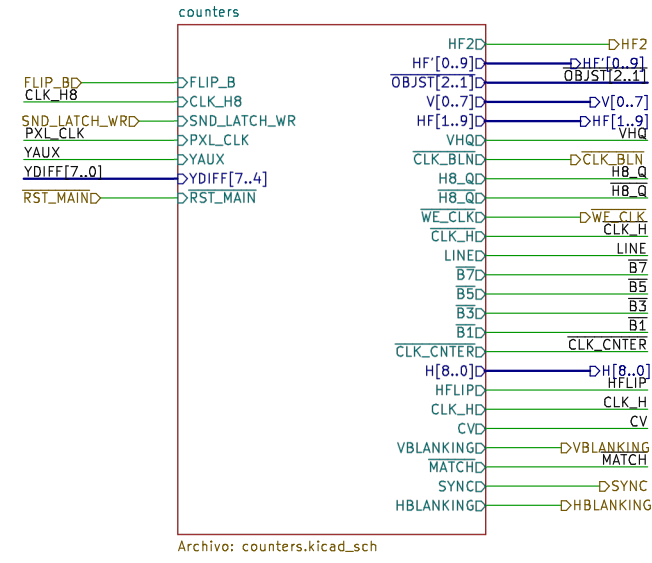 counters
HF2 HF2
HF'[0..9] HF'[0..9]
FLIP_B FLIP_B OBJST[2..1] OBJST[2..1]
CLK_H8 CLK_H8 V[0..7] V[0..7]
SND_LATCH_WR SND_LATCH_WR HF[1..9] HF[1..9]
PXL_CLK PXL_CLK VHQ VHQ
YAUX YAUX CLK_BLN CLK_BLN
YDIFF[7..0] YDIFF[7..4] H8_Q H8_Q
RST_MAIN RST_MAIN H8_Q H8_Q
WE_CLK WE_CLK
CLK_H CLK_H
LINE LINE
B7 B7
B5 B5
B3 B3
B1 B1
CLK_CNTER CLK_CNTER
H[8..0] H[8..0]
HFLIP HFLIP
CLK_H CLK_H
CV CV
VBLANKING VBLANKING
MATCH MATCH
SYNC SYNC
HBLANKING HBLANKING
Archivo: counters.kicad_sch